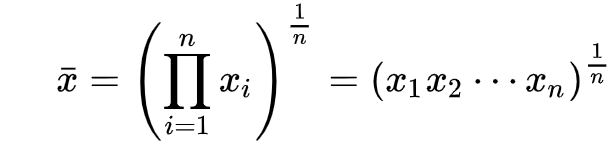 x̄ = (∏_{i=1}^{n} x_i)^{1/n} = (x_1 x_2 ⋯ x_n)^{1/n}